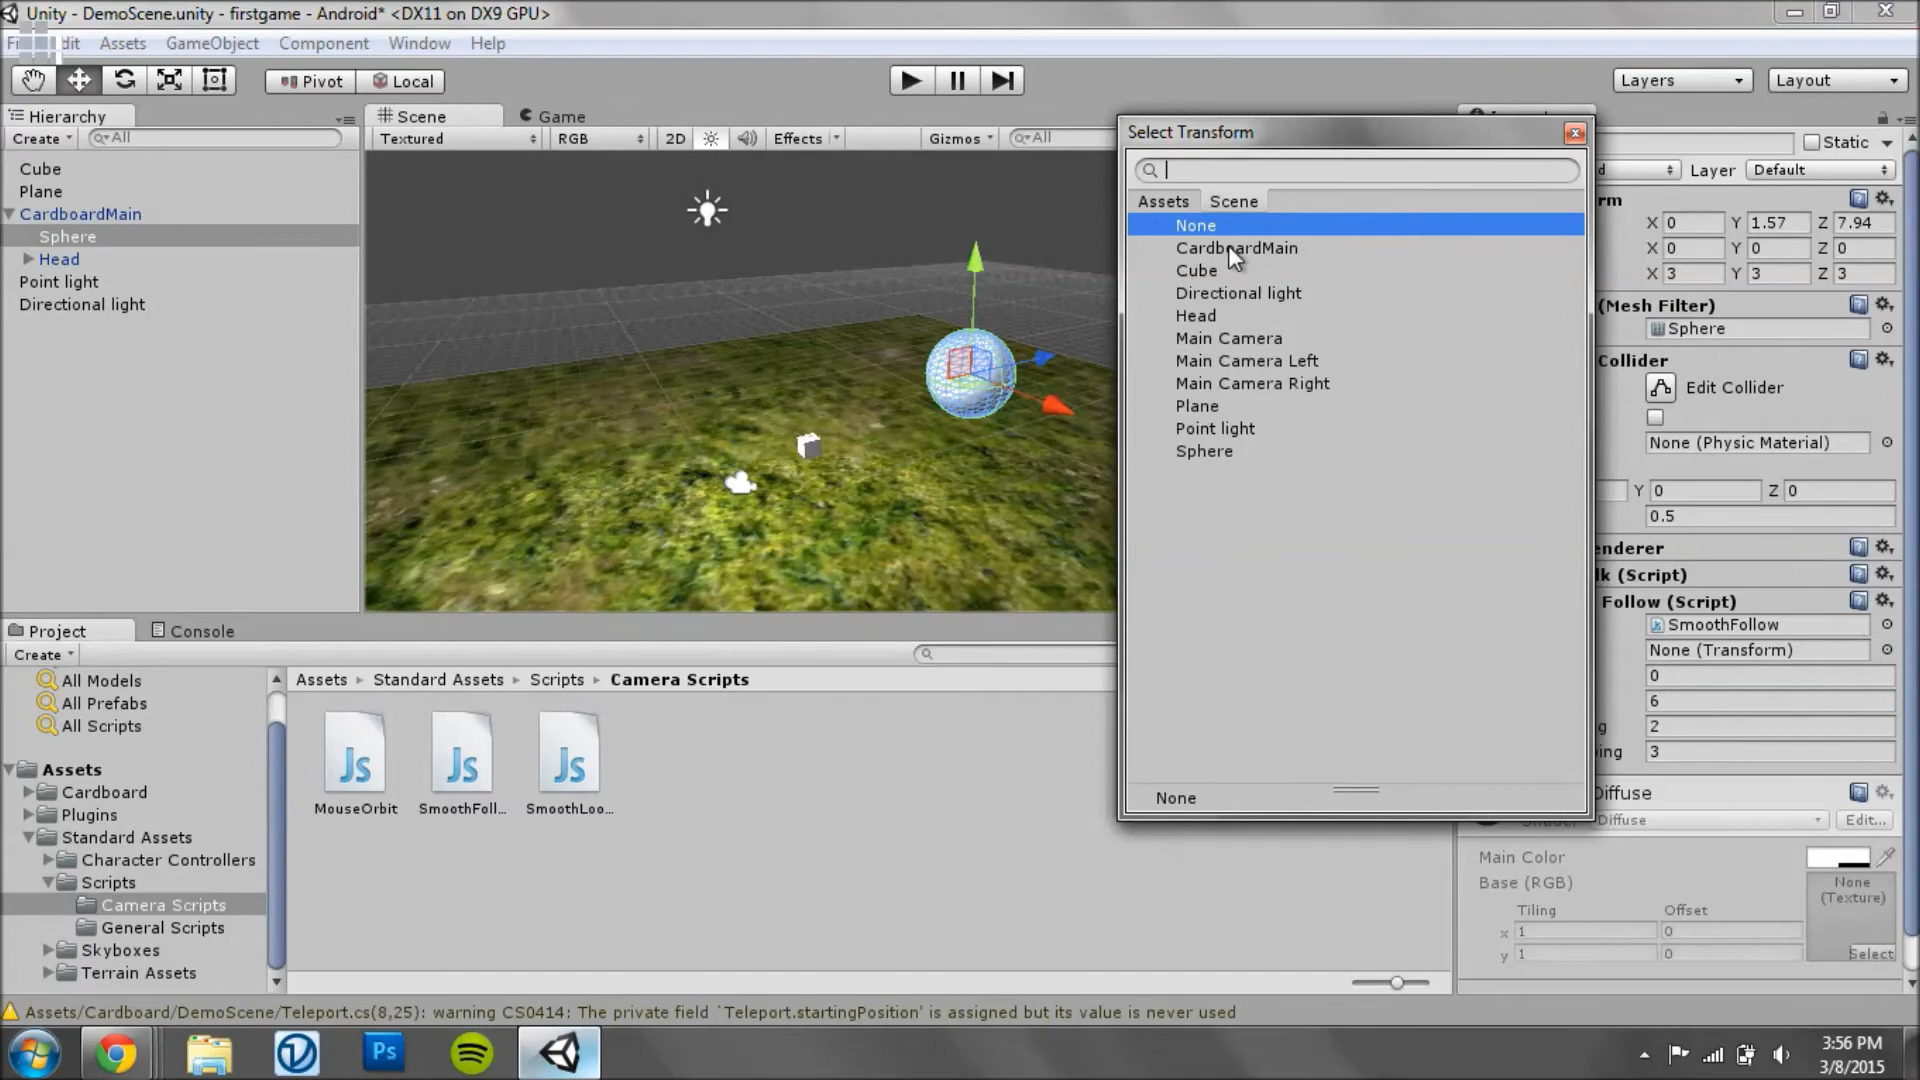 Unity - DemoScene.unity - firstgame - Android* <DX11 on DX9 GPU>
Assets GameObject Component Window Help
Pivot Local Layers Layout
Hierarchy
Create All
Cube
Plane
CardboardMain
Sphere
Head
Point light
Directional light
Scene Game
Textured RGB 2D Effects Gizmos All
Select Transform
Assets Scene
None
CardboardMain
Cube
Directional light
Head
Main Camera
Main Camera Left
Main Camera Right
Plane
Point light
Sphere
None
Static
Layer Default
X 0 Y 1.57 Z 7.94
X 0 Y 0 Z 0
X 3 Y 3 Z 3
(Mesh Filter)
Sphere
Collider
Edit Collider
None (Physic Material)
Y 0 Z 0
0.5
(Script)
Follow (Script)
SmoothFollow
None (Transform)
0
6
2
3
Diffuse
Diffuse Edit...
Main Color
Base (RGB)
None
(Texture)
Tiling Offset
x 1 0
y 1 0
Select
Project Console
Create
All Models
All Prefabs
All Scripts
Assets
Cardboard
Plugins
Standard Assets
Character Controllers
Scripts
Camera Scripts
General Scripts
Skyboxes
Terrain Assets
Assets Standard Assets Scripts Camera Scripts
Js Js Js
MouseOrbit SmoothFoll... SmoothLoo...
Assets/Cardboard/DemoScene/Teleport.cs(8,25): warning CS0414: The private field `Teleport.startingPosition' is assigned but its value is never used
Ps
3:56 PM
3/8/2015